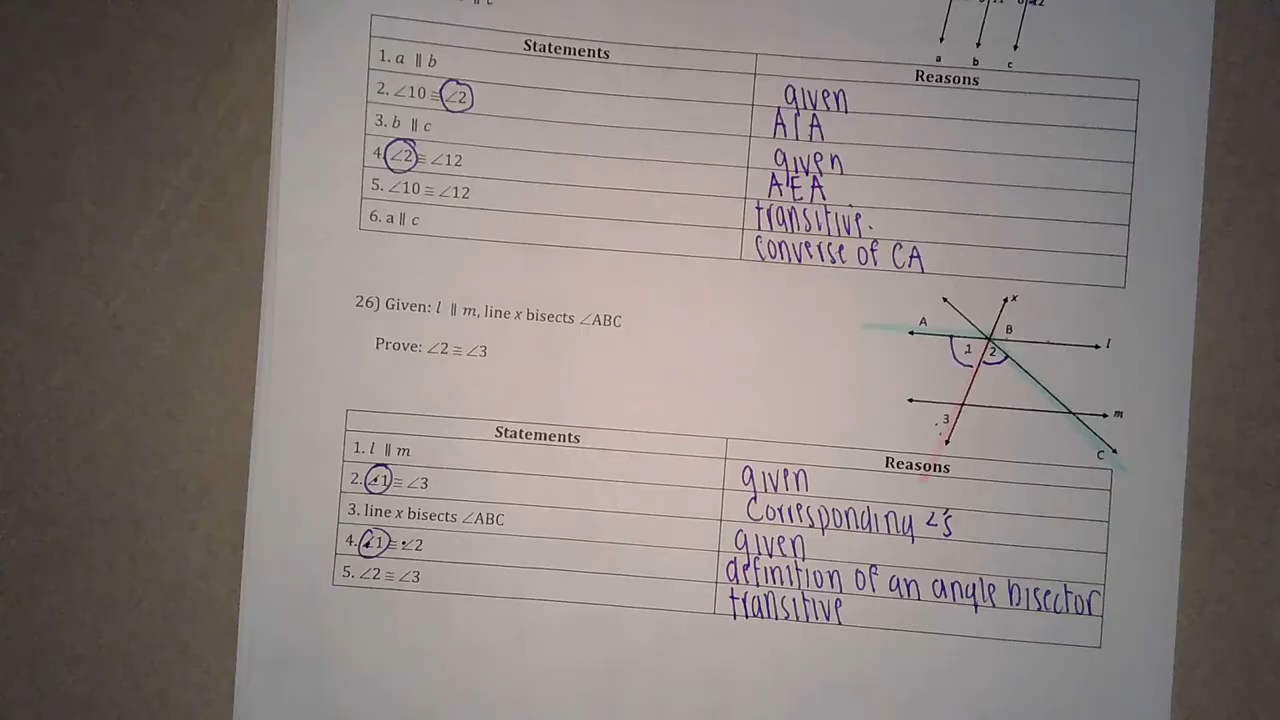 a b c
Statements Reasons
1. a ∥ b given
2. ∠10 ≅ ∠2 AIA
3. b ∥ c given
4. ∠2 ≅ ∠12 AEA
5. ∠10 ≅ ∠12 transitive.
6. a ∥ c converse of CA
26) Given: l ∥ m, line x bisects ∠ABC
Prove: ∠2 ≅ ∠3
x
A B l
1 2
m
3
C
Statements Reasons
1. l ∥ m given
2. ∠1 ≅ ∠3 Corresponding ∠'s
3. line x bisects ∠ABC given
4. ∠1 ≅ ∠2 definition of an angle bisector
5. ∠2 ≅ ∠3 transitive